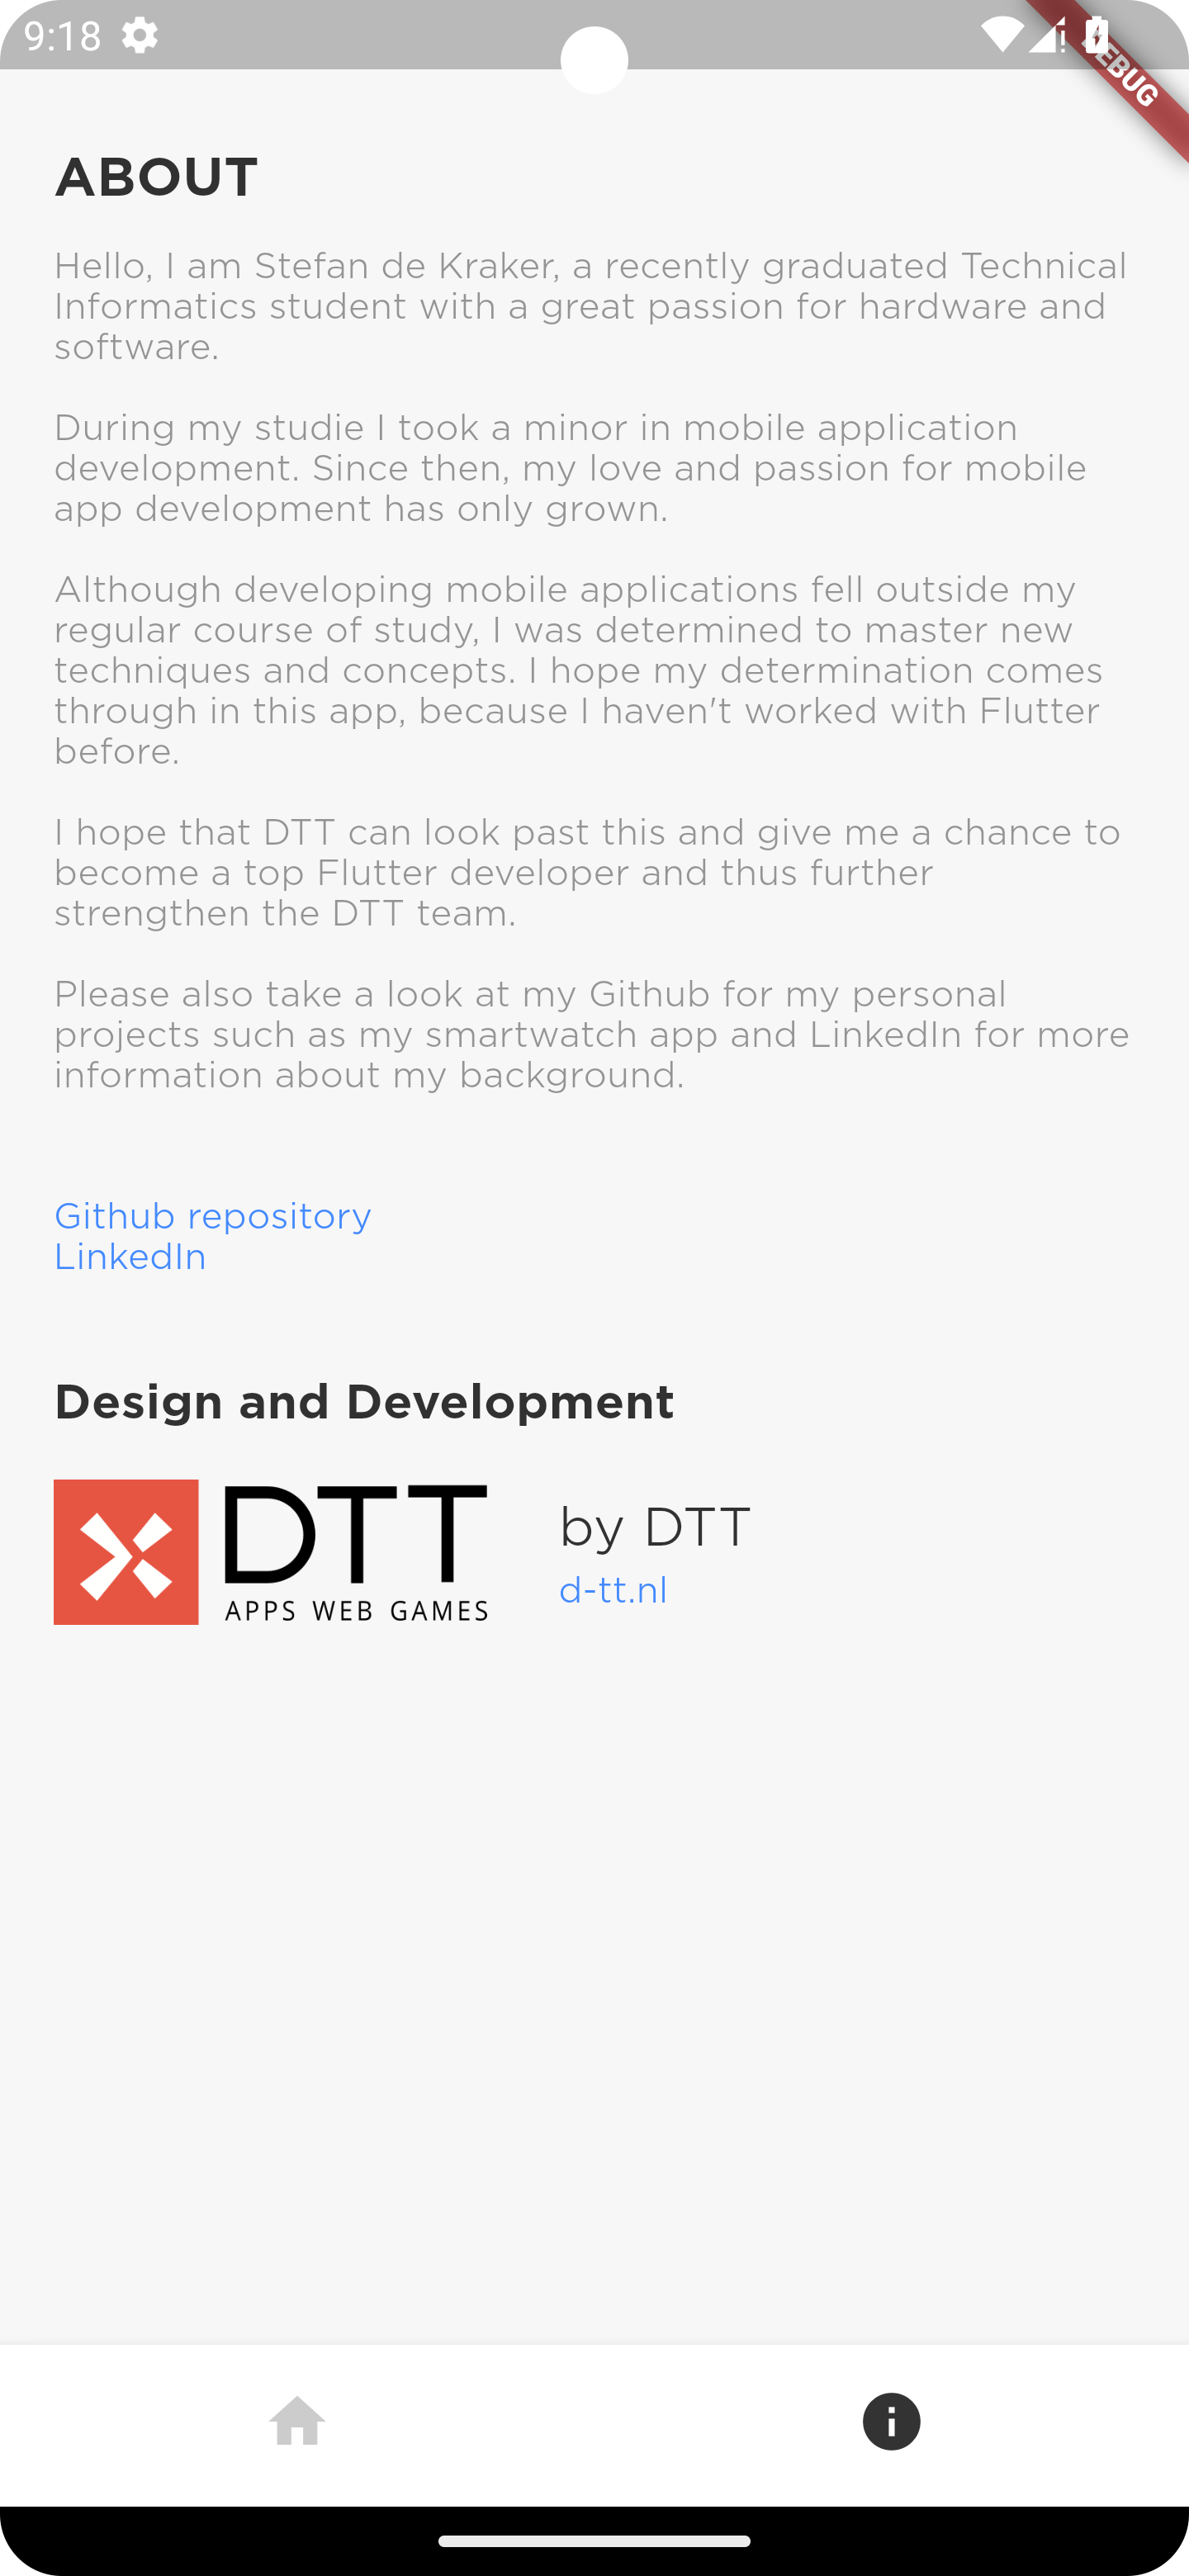 9:18
DEBUG
ABOUT
Hello, I am Stefan de Kraker, a recently graduated Technical
Informatics student with a great passion for hardware and
software.
During my studie I took a minor in mobile application
development. Since then, my love and passion for mobile
app development has only grown.
Although developing mobile applications fell outside my
regular course of study, I was determined to master new
techniques and concepts. I hope my determination comes
through in this app, because I haven't worked with Flutter
before.
I hope that DTT can look past this and give me a chance to
become a top Flutter developer and thus further
strengthen the DTT team.
Please also take a look at my Github for my personal
projects such as my smartwatch app and LinkedIn for more
information about my background.
Github repository
LinkedIn
Design and Development
DTT
APPS WEB GAMES
by DTT
d-tt.nl